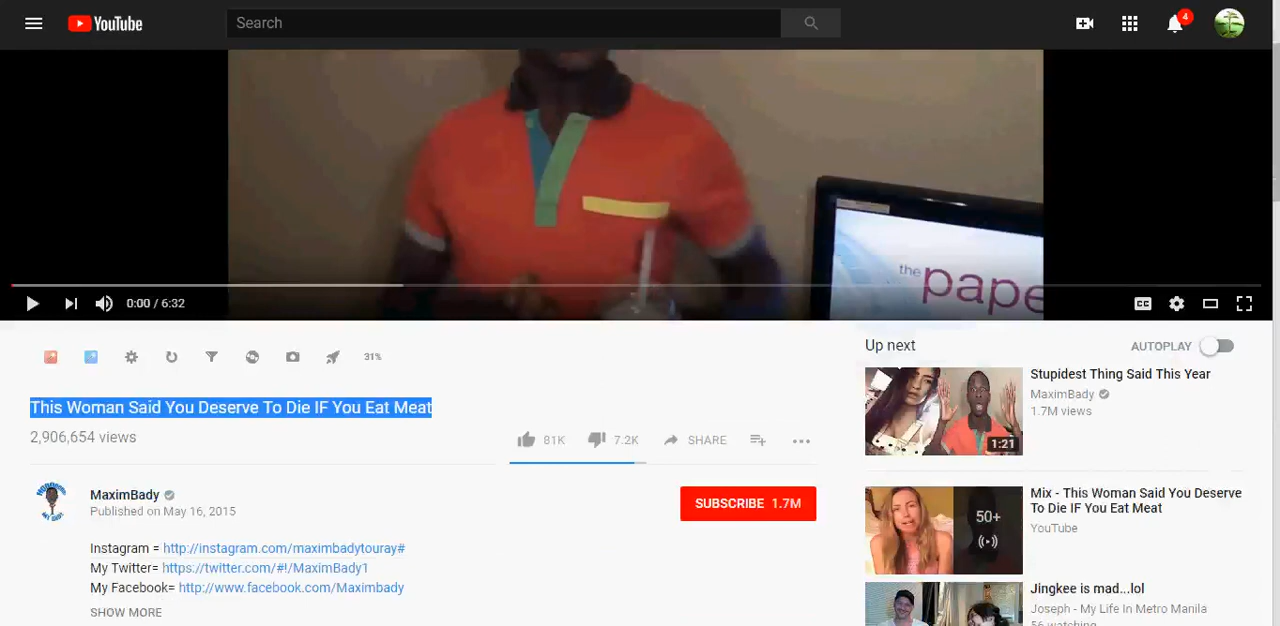 YouTube
Search
4
the
pape
0:00 / 6:32
CC
31%
This Woman Said You Deserve To Die IF You Eat Meat
2,906,654 views
81K
7.2K
SHARE
MaximBady
Published on May 16, 2015
SUBSCRIBE 1.7M
Instagram = http://instagram.com/maximbadytouray#
My Twitter= https://twitter.com/#!/MaximBady1
My Facebook= http://www.facebook.com/Maximbady
SHOW MORE
Up next
AUTOPLAY
Stupidest Thing Said This Year
MaximBady
1.7M views
1:21
Mix - This Woman Said You Deserve
To Die IF You Eat Meat
YouTube
50+
Jingkee is mad...lol
Joseph - My Life In Metro Manila
56 watching